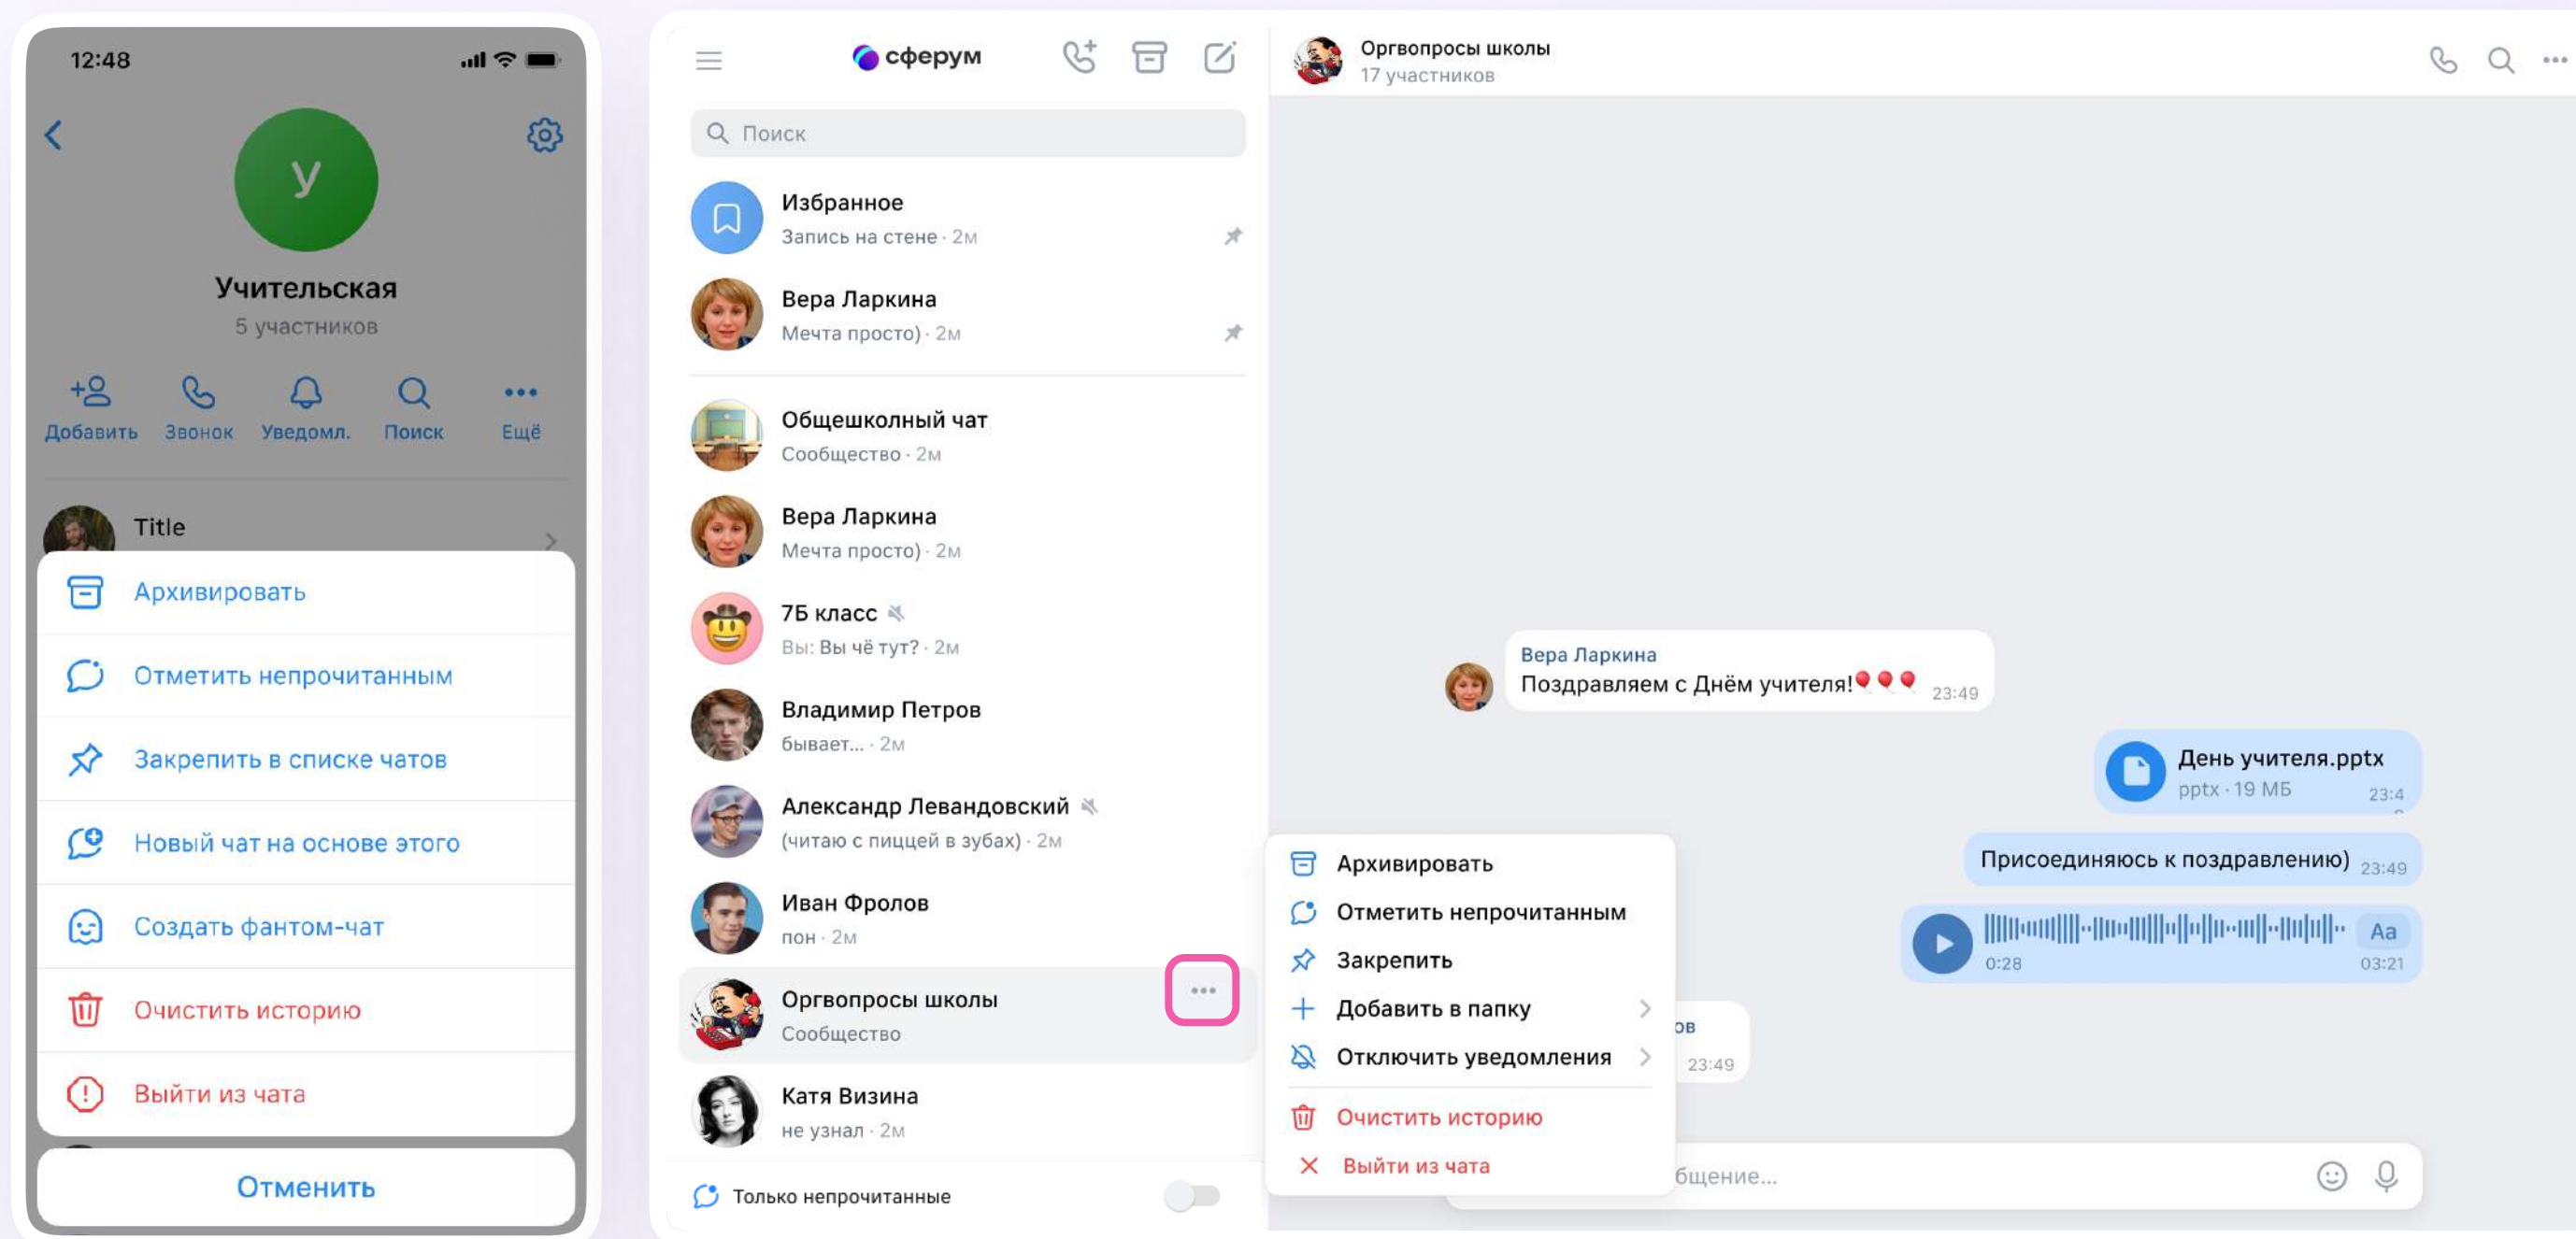 12:48
У
Учительская
5 участников
Добавить
Звонок
Уведомл.
Поиск
Ещё
Title
Архивировать
Отметить непрочитанным
Закрепить в списке чатов
Новый чат на основе этого
Создать фантом-чат
Очистить историю
Выйти из чата
Отменить
сферум
Поиск
Избранное
Запись на стене · 2м
Вера Ларкина
Мечта просто) · 2м
Общешкольный чат
Сообщество · 2м
Вера Ларкина
Мечта просто) · 2м
7Б класс
Вы: Вы чё тут? · 2м
Владимир Петров
бывает... · 2м
Александр Левандовский
(читаю с пиццей в зубах) · 2м
Иван Фролов
пон · 2м
Оргвопросы школы
Сообщество
Катя Визина
не узнал · 2м
Только непрочитанные
Оргвопросы школы
17 участников
Вера Ларкина
Поздравляем с Днём учителя! 23:49
День учителя.pptx
pptx · 19 МБ 23:4
Присоединяюсь к поздравлению) 23:49
Aa
0:28 03:21
ов
23:49
Архивировать
Отметить непрочитанным
Закрепить
Добавить в папку
Отключить уведомления
Очистить историю
Выйти из чата
бщение...